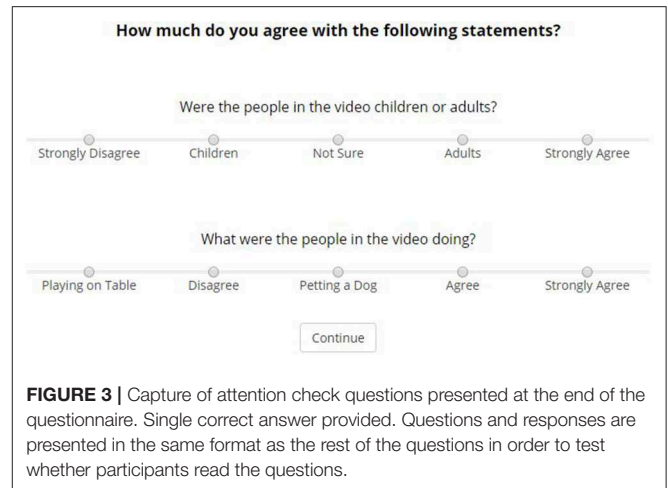 How much do you agree with the following statements?
Were the people in the video children or adults?
Strongly Disagree Children Not Sure Adults Strongly Agree
What were the people in the video doing?
Playing on Table Disagree Petting a Dog Agree Strongly Agree
Continue
FIGURE 3 | Capture of attention check questions presented at the end of the
questionnaire. Single correct answer provided. Questions and responses are
presented in the same format as the rest of the questions in order to test
whether participants read the questions.